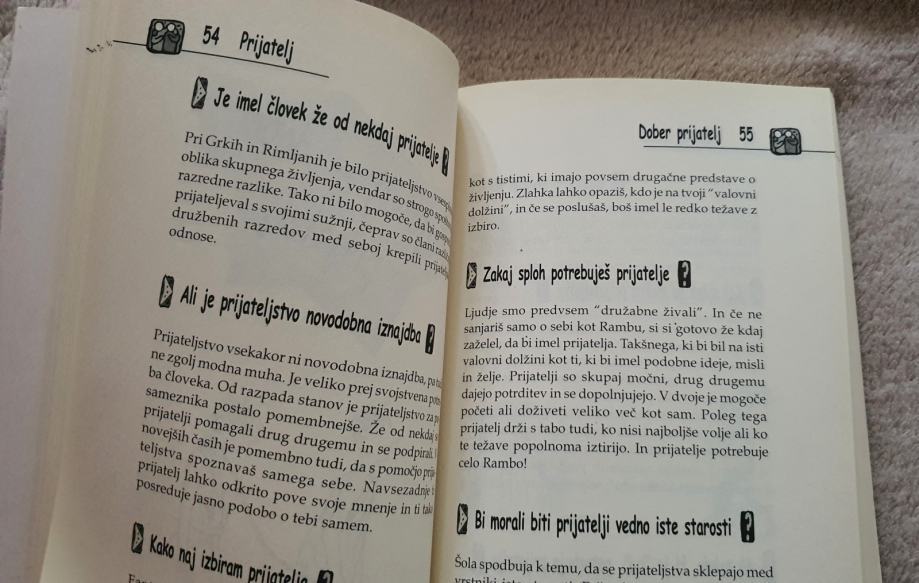 54 Prijatelj
Je imel človek že od nekdaj prijatelje?
Pri Grkih in Rimljanih je bilo prijateljstvo
oblika skupnega življenja, vendar so strogo
razredne razlike. Tako ni bilo mogoče, da bi
prijateljeval s svojimi sužnji, čeprav so člani
družbenih razredov med seboj krepili
odnose.
Ali je prijateljstvo novodobna iznajdba?
Prijateljstvo vsekakor ni novodobna iznajdba,
ne zgolj modna muha. Je veliko prej svojstvena
ba človeka. Od razpada stanov je prijateljstvo za
sameznika postalo pomembnejše. Že od nekdaj
prijatelji pomagali drug drugemu in se podpirali.
novejših časih je pomembno tudi, da s pomočjo
teljstva spoznavaš samega sebe. Navsezadnje
prijatelj lahko odkrito pove svoje mnenje in ti
posreduje jasno podobo o tebi samem.
Kako naj izbiram prijatelje?
Dober prijatelj 55
kot s tistimi, ki imajo povsem drugačne predstave o
življenju. Zlahka lahko opaziš, kdo je na tvoji "valovni
dolžini", in če se poslušaš, boš imel le redko težave z
izbiro.
Zakaj sploh potrebuješ prijatelje?
Ljudje smo predvsem "družabne živali". In če ne
sanjariš samo o sebi kot Rambu, si si gotovo že kdaj
zaželel, da bi imel prijatelja. Takšnega, ki bi bil na isti
valovni dolžini kot ti, ki bi imel podobne ideje, misli
in želje. Prijatelji so skupaj močni, drug drugemu
dajejo potrditev in se dopolnjujejo. V dvoje je mogoče
početi ali doživeti veliko več kot sam. Poleg tega
prijatelj drži s tabo tudi, ko nisi najboljše volje ali ko
te težave popolnoma iztirijo. In prijatelje potrebuje
celo Rambo!
Bi morali biti prijatelji vedno iste starosti?
Šola spodbuja k temu, da se prijateljstva sklepajo med